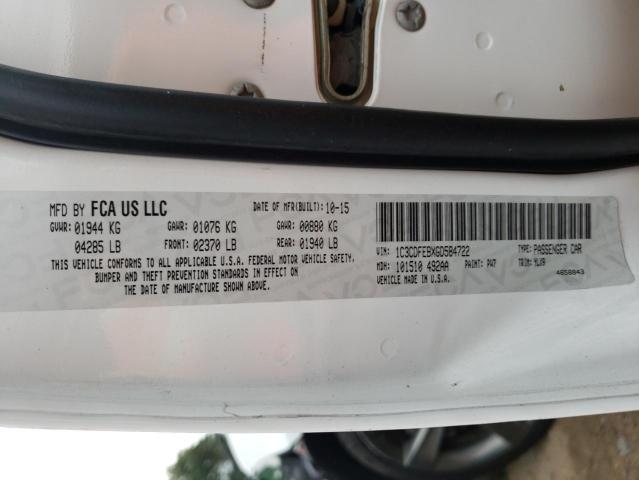 MFD BY FCA US LLC DATE OF MFR(BUILT): 10-15
GVWR: 01944 KG GAWR: 01076 KG GAWR: 00880 KG
04285 LB FRONT: 02370 LB REAR: 01940 LB
THIS VEHICLE CONFORMS TO ALL APPLICABLE U.S.A. FEDERAL MOTOR VEHICLE SAFETY,
BUMPER AND THEFT PREVENTION STANDARDS IN EFFECT ON
THE DATE OF MANUFACTURE SHOWN ABOVE.
VIN: 1C3CDFEBXGD584722 TYPE: PASSENGER CAR
MDH: 101510 492AA PAINT: PW7 TRIM: YLX9
VEHICLE MADE IN U.S.A. 4658843